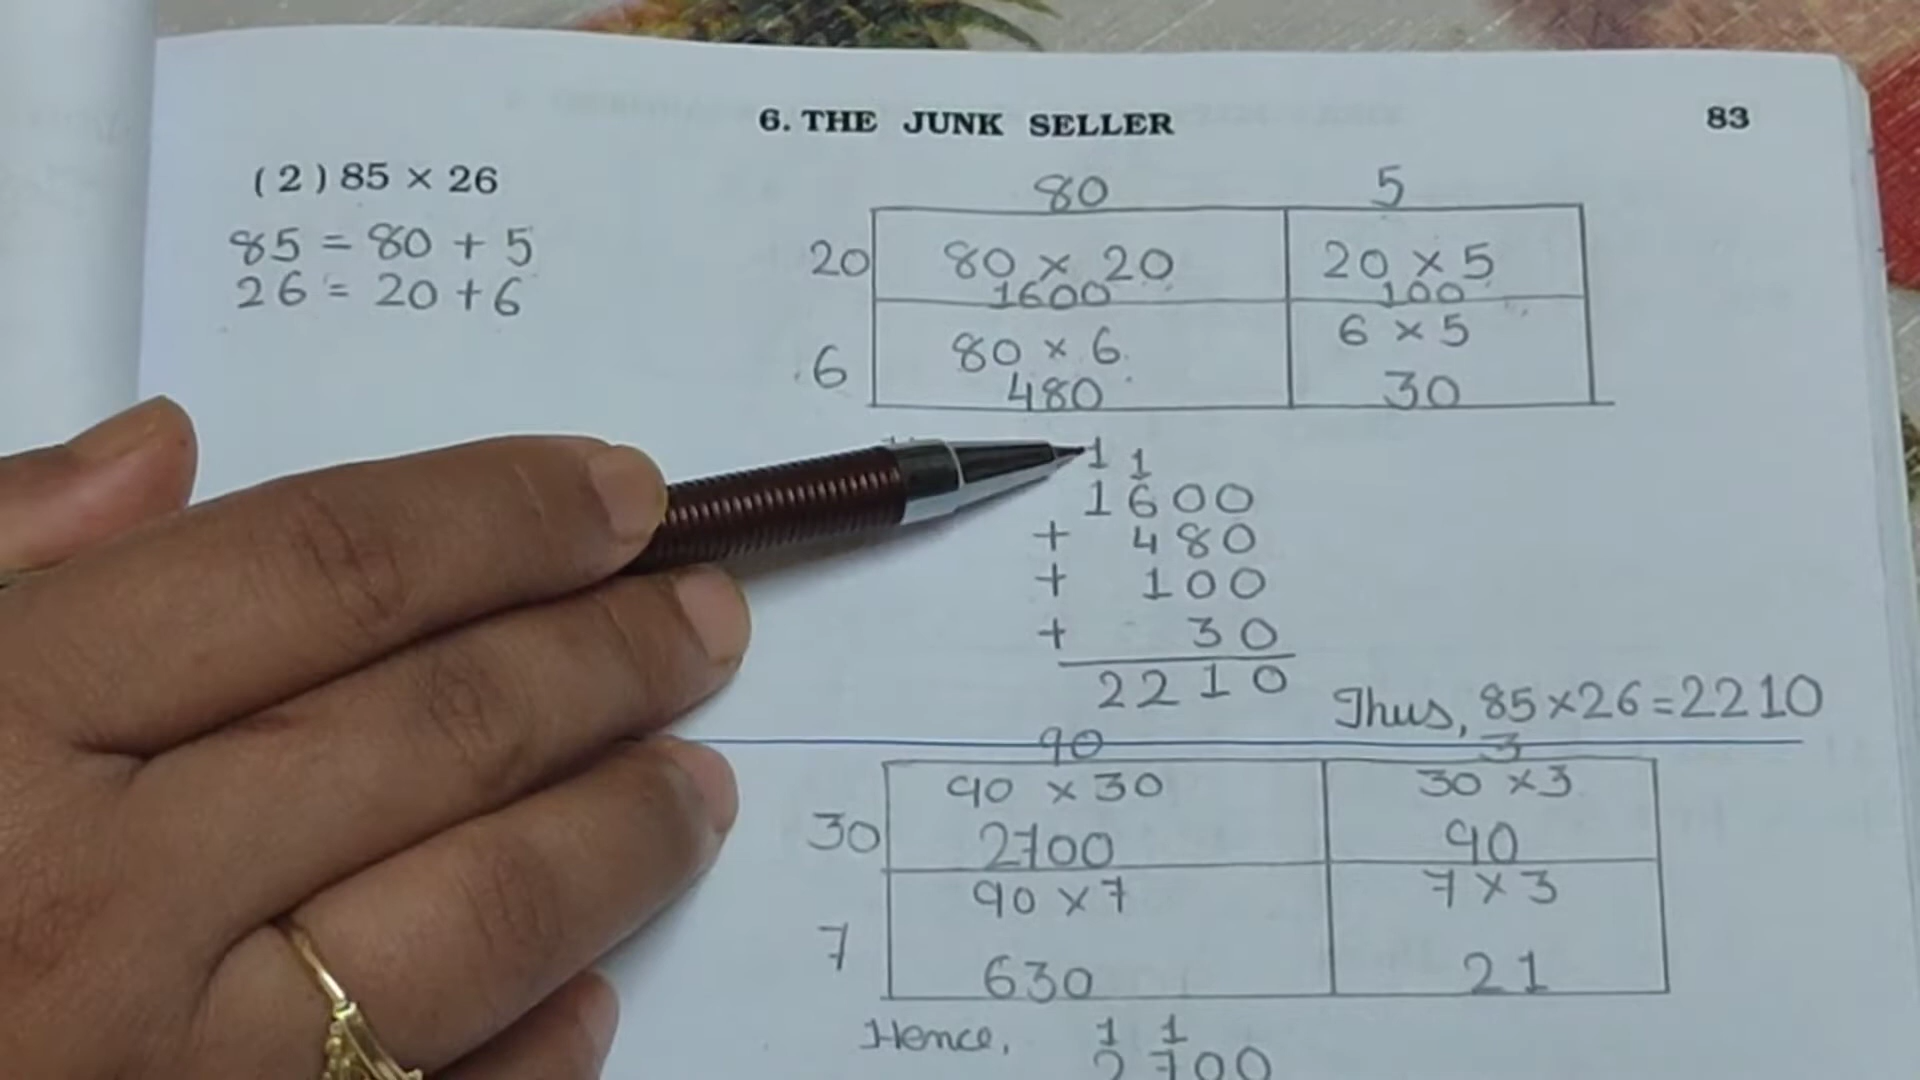 6. THE JUNK SELLER
83
( 2 ) 85 × 26
85 = 80 + 5
26 = 20 + 6
80 5
20 80 × 20 20 × 5
1600 100
6 80 × 6 6 × 5
480 30
1 1
1600
+ 480
+ 100
+ 30
2210
Thus, 85 × 26 = 2210
90 3
30 90 × 30 30 × 3
2700 90
7 90 × 7 7 × 3
630 21
Hence, 1 1
2700